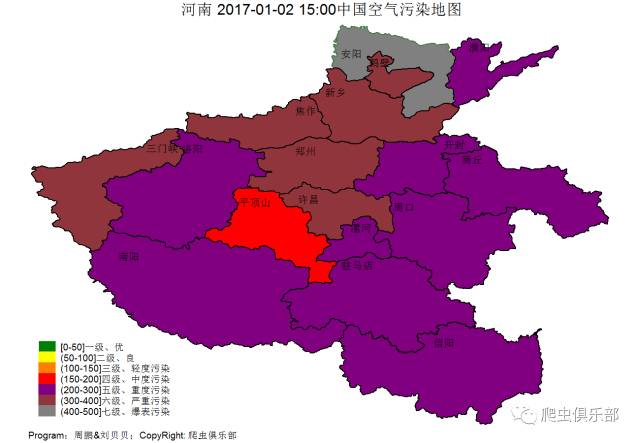 河南 2017-01-02 15:00中国空气污染地图
安阳
濮阳
鹤壁
新乡
焦作
三门峡
洛阳
郑州
开封
商丘
平顶山
许昌
周口
漯河
南阳
驻马店
信阳
[0-50]一级、优
(50-100]二级、良
(100-150]三级、轻度污染
(150-200]四级、中度污染
(200-300]五级、重度污染
(300-400]六级、严重污染
(400-500]七级、爆表污染
Program：周鹏&刘贝贝；CopyRight: 爬虫俱乐部
爬虫俱乐部